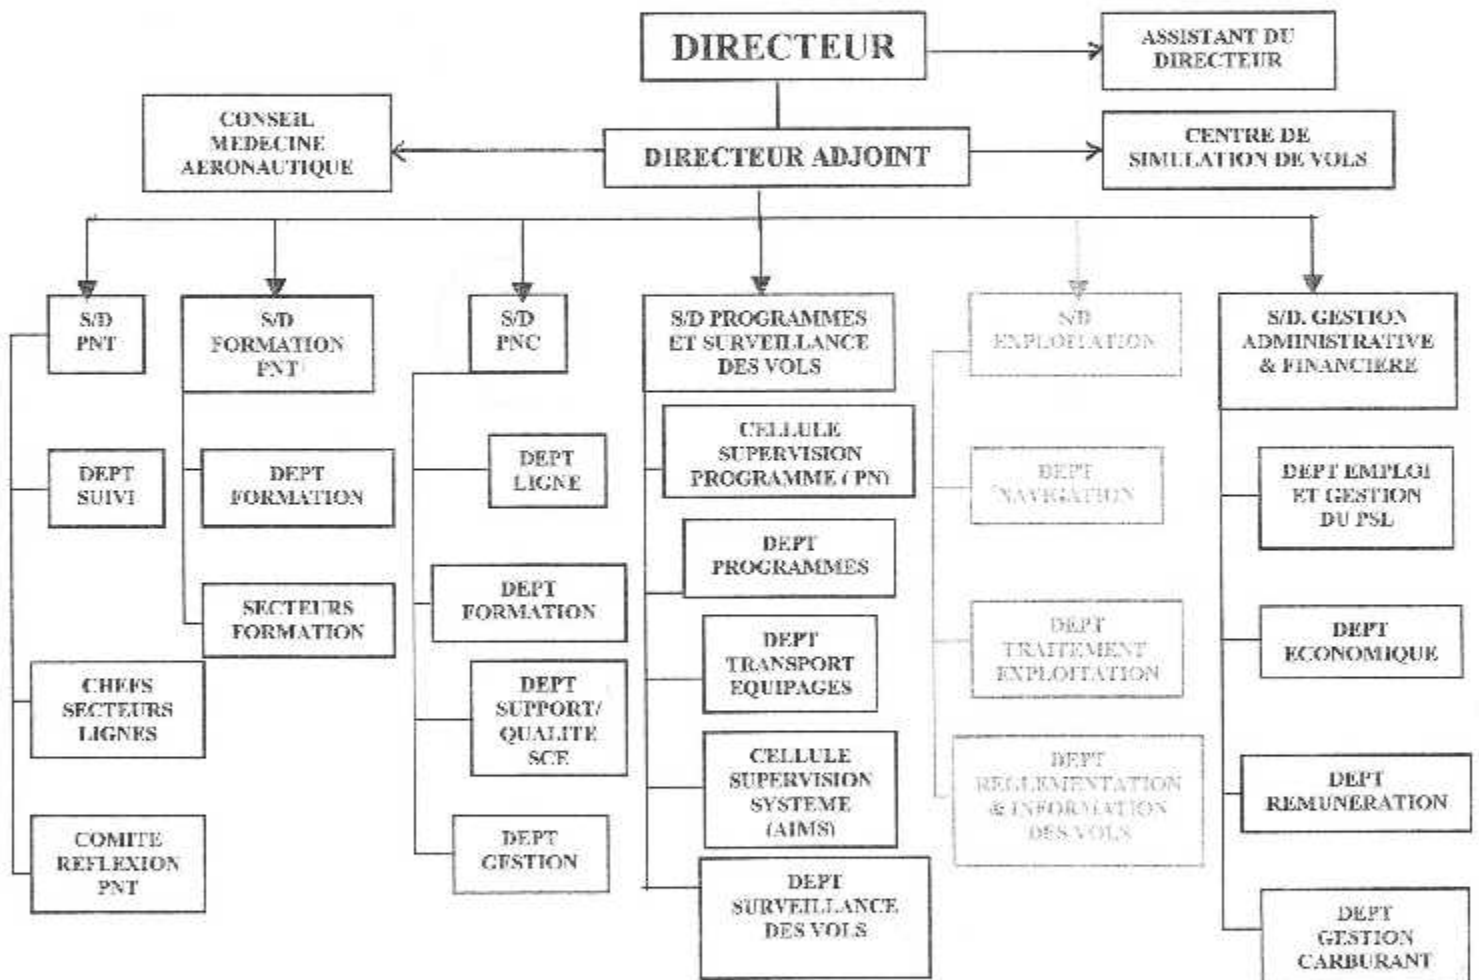 DIRECTEUR
ASSISTANT DU
DIRECTEUR
CONSEIL
MEDECINE
AERONAUTIQUE
DIRECTEUR ADJOINT
CENTRE DE
SIMULATION DE VOLS
S/D
PNT
S/D
FORMATION
PNT
S/D
PNC
S/D PROGRAMMES
ET SURVEILLANCE
DES VOLS
S/D
EXPLOITATION
S/D. GESTION
ADMINISTRATIVE
& FINANCIERE
DEPT
SUIVI
CHEFS
SECTEURS
LIGNES
COMITE
REFLEXION
PNT
DEPT
FORMATION
SECTEURS
FORMATION
DEPT
LIGNE
DEPT
FORMATION
DEPT
SUPPORT/
QUALITE
SCE
DEPT
GESTION
CELLULE
SUPERVISION
PROGRAMME ( PN)
DEPT
PROGRAMMES
DEPT
TRANSPORT
EQUIPAGES
CELLULE
SUPERVISION
SYSTEME
(AIMS)
DEPT
SURVEILLANCE
DES VOLS
DEPT
NAVIGATION
DEPT
TRAITEMENT
EXPLOITATION
DEPT
REGLEMENTATION
& INFORMATION
DES VOLS
DEPT EMPLOI
ET GESTION
DU PSL
DEPT
ECONOMIQUE
DEPT
REMUNERATION
DEPT
GESTION
CARBURANT